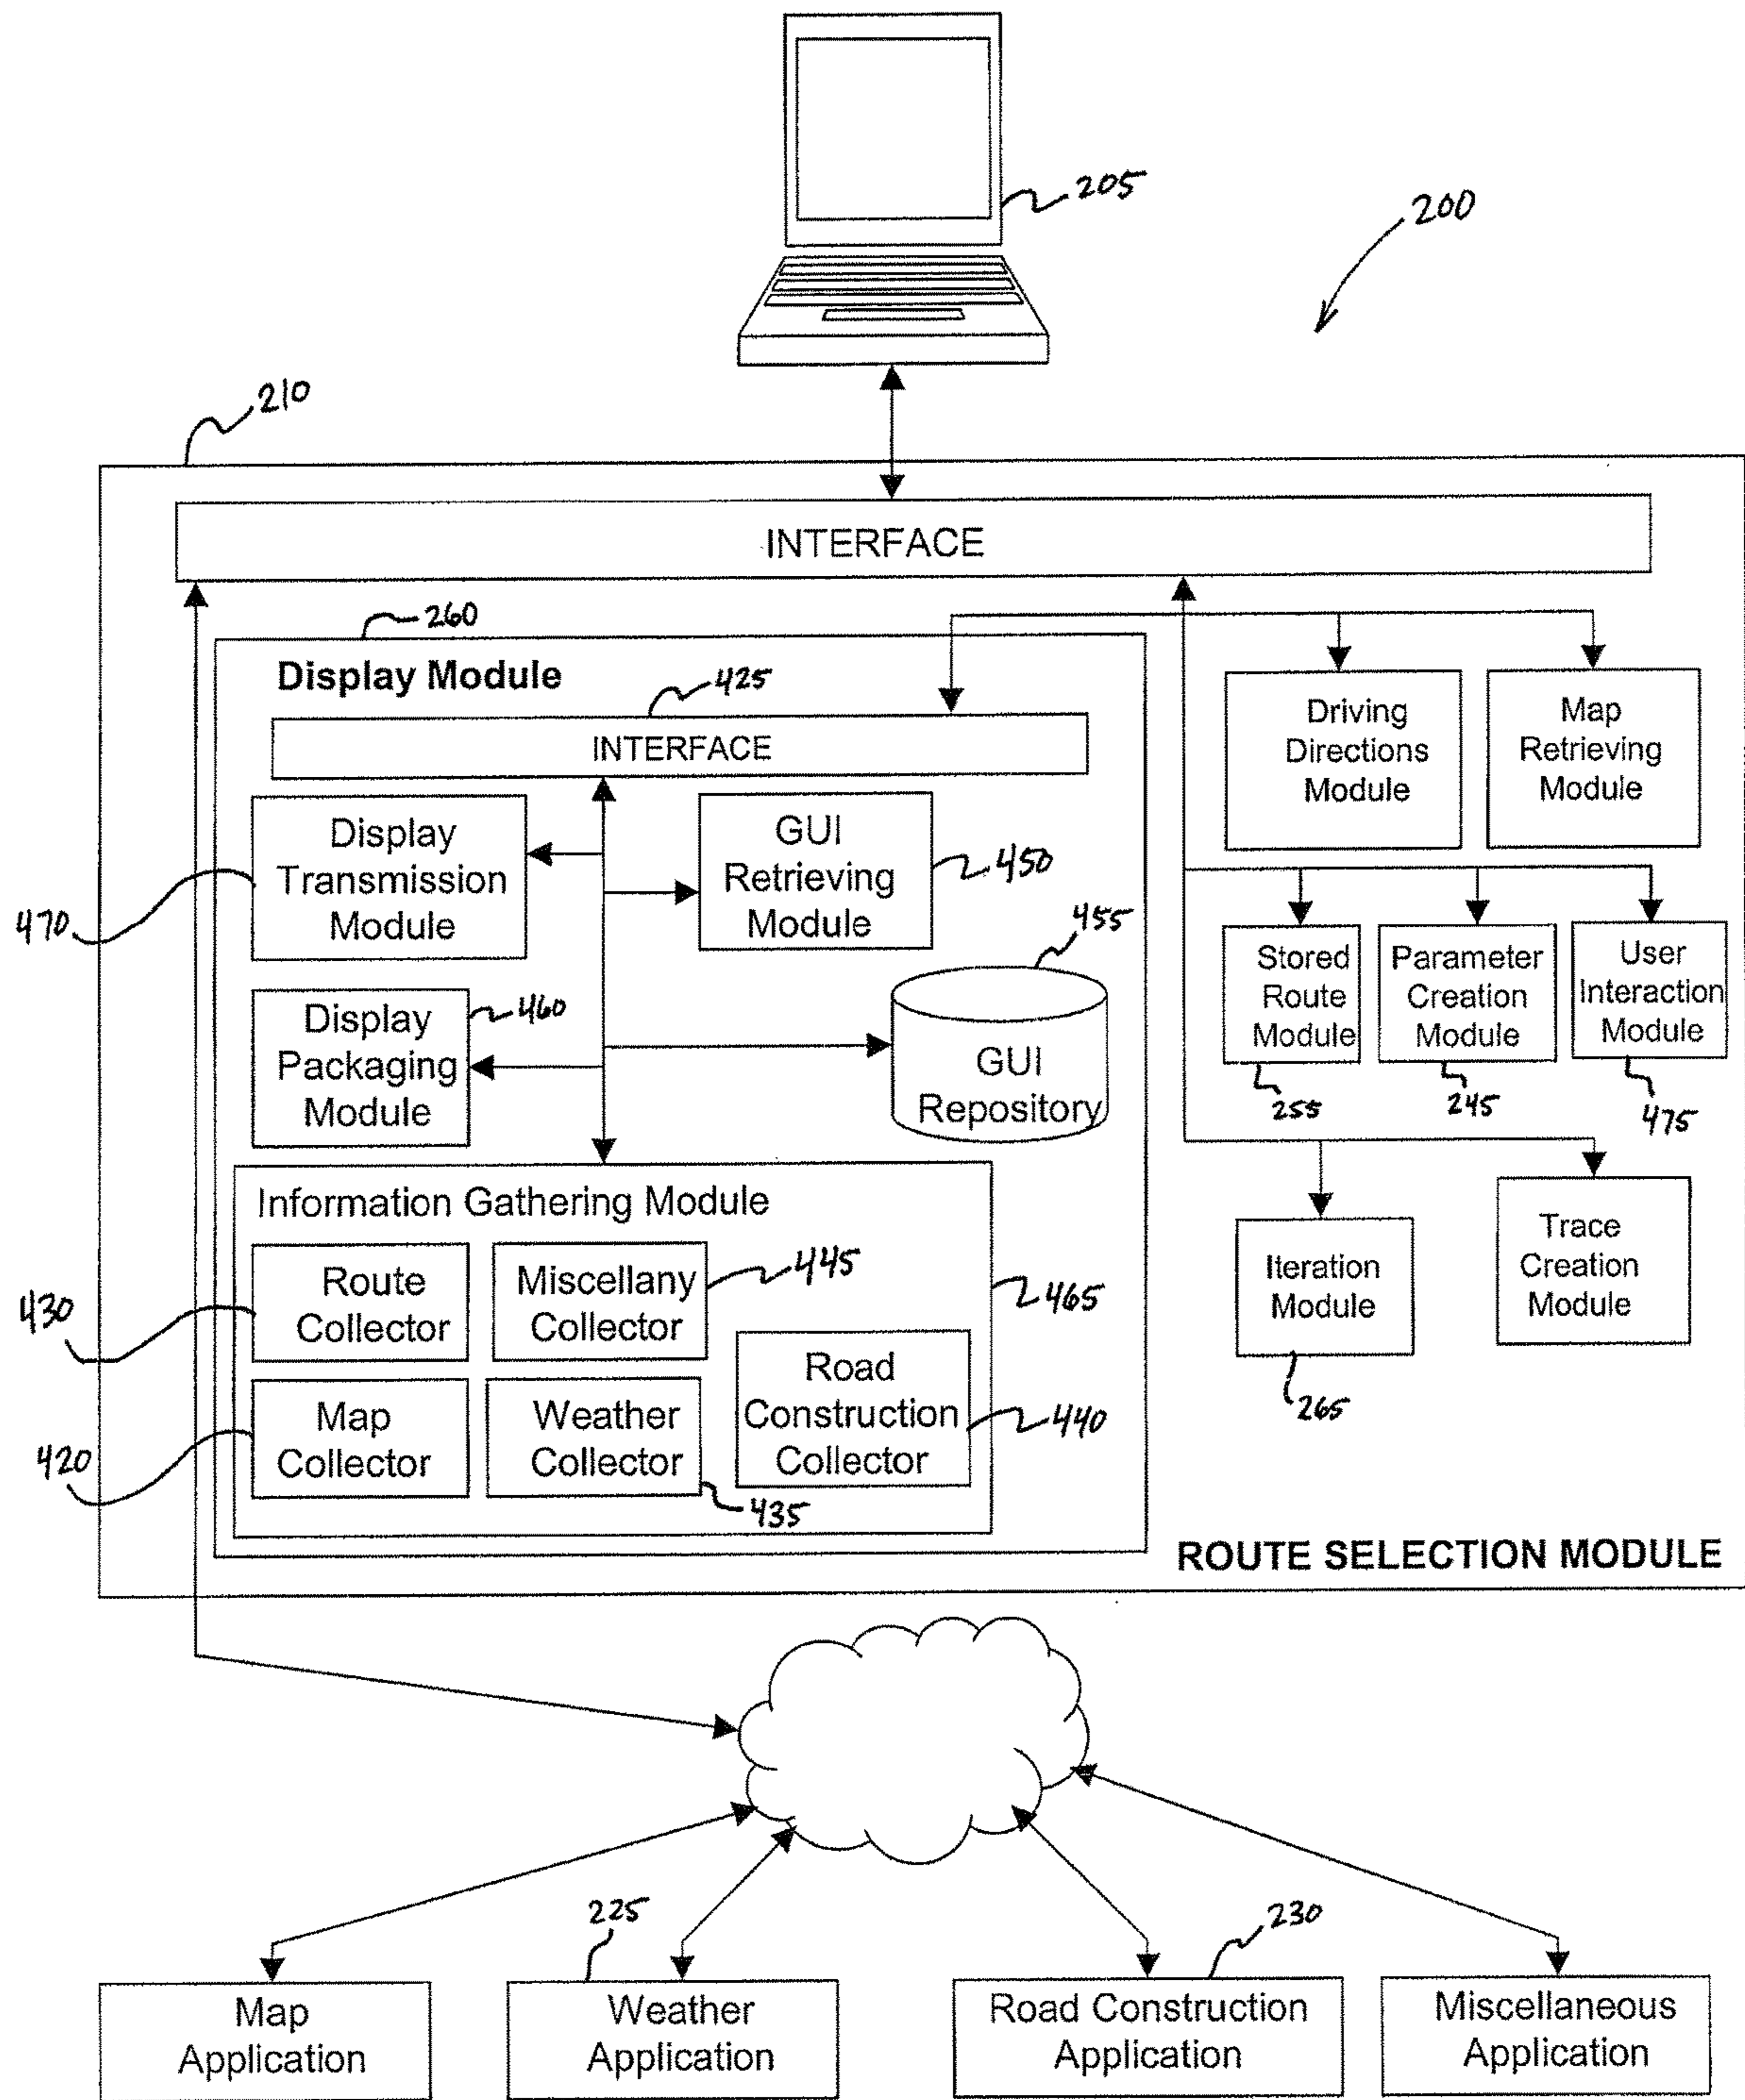 205
200
210
INTERFACE
260
Display Module
425
INTERFACE
Driving
Directions
Module
Map
Retrieving
Module
Display
Transmission
Module
470
GUI
Retrieving
Module
450
455
GUI
Repository
Display
Packaging
Module
460
Stored
Route
Module
255
Parameter
Creation
Module
245
User
Interaction
Module
475
Information Gathering Module
465
Route
Collector
430
Miscellany
Collector
445
Map
Collector
420
Weather
Collector
435
Road
Construction
Collector
440
Iteration
Module
265
Trace
Creation
Module
ROUTE SELECTION MODULE
Map
Application
225
Weather
Application
230
Road Construction
Application
Miscellaneous
Application